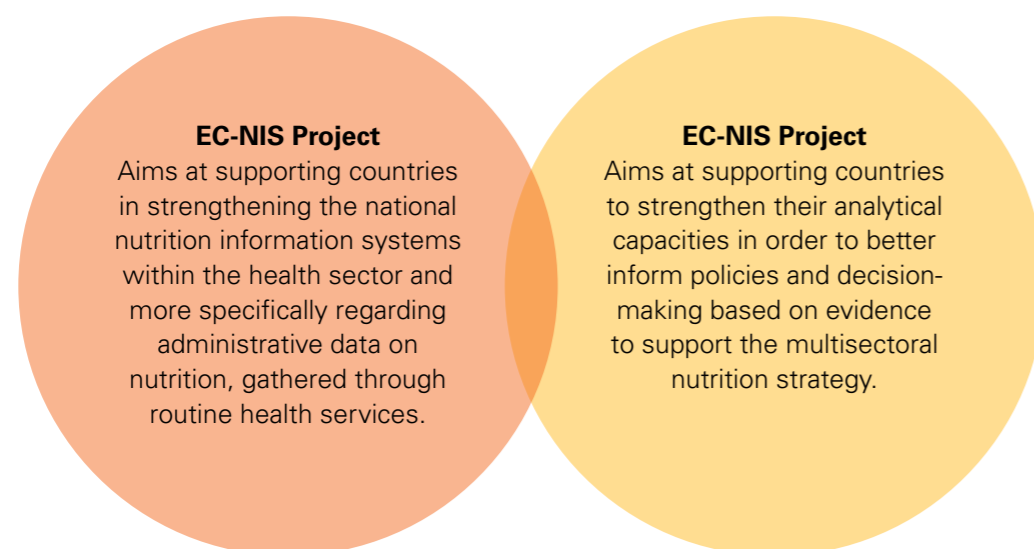 EC-NIS Project
Aims at supporting countries
in strengthening the national
nutrition information systems
within the health sector and
more specifically regarding
administrative data on
nutrition, gathered through
routine health services.
EC-NIS Project
Aims at supporting countries
to strengthen their analytical
capacities in order to better
inform policies and decision-
making based on evidence
to support the multisectoral
nutrition strategy.